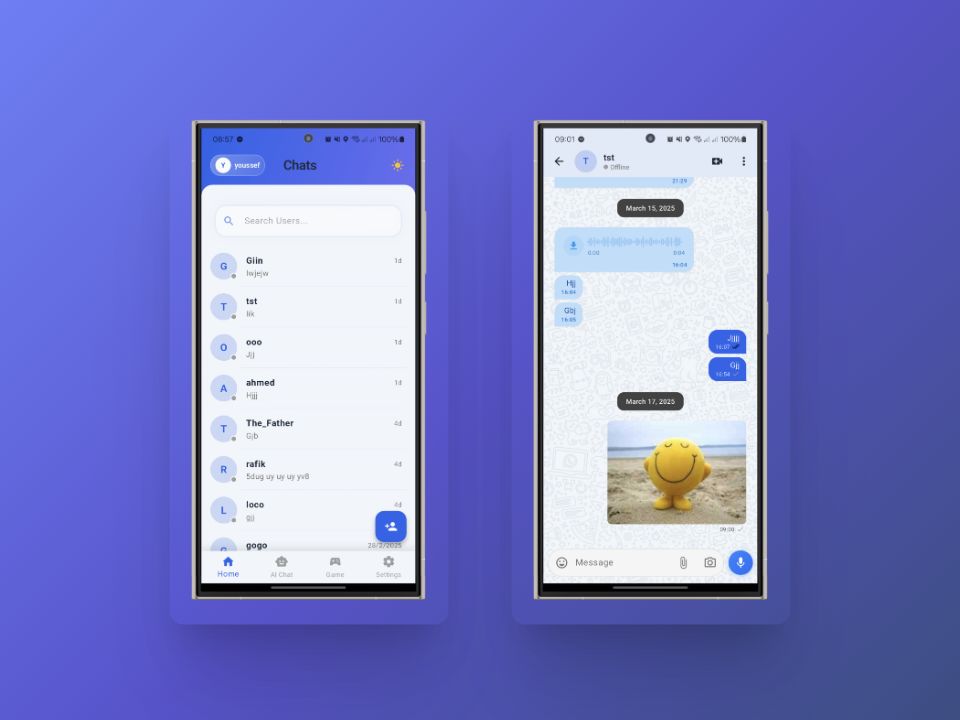 08:57
100%
Y youssef
Chats
Search Users...
G
Giin
1d
Iwjejw
T
tst
1d
Iik
O
ooo
1d
Jjj
A
ahmed
1d
Hjjj
T
The_Father
4d
Gjb
R
rafik
4d
5dug uy uy uy yv8
L
loco
4d
gjj
G
gogo
28/2/2025
Home
AI Chat
Game
Settings
09:01
100%
T
tst
Offline
21:29
March 15, 2025
0:00
0:04
16:04
Hjj
16:04
Gbj
16:05
16:07
Gjj
16:54
March 17, 2025
09:00
Message